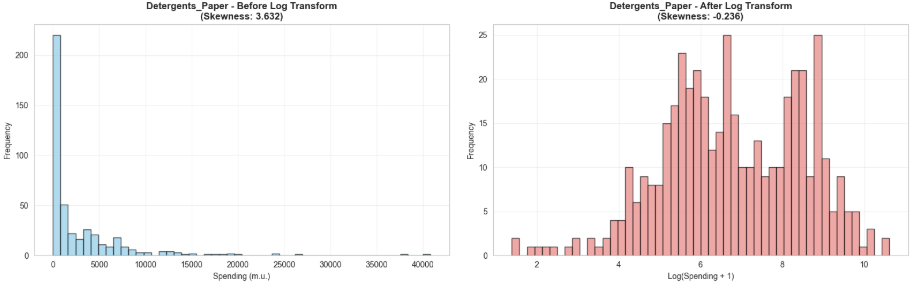 Detergents_Paper - Before Log Transform
(Skewness: 3.632)
Frequency
200
150
100
50
0
0 5000 10000 15000 20000 25000 30000 35000 40000
Spending (m.u.)
Detergents_Paper - After Log Transform
(Skewness: -0.236)
Frequency
25
20
15
10
5
0
2 4 6 8 10
Log(Spending + 1)